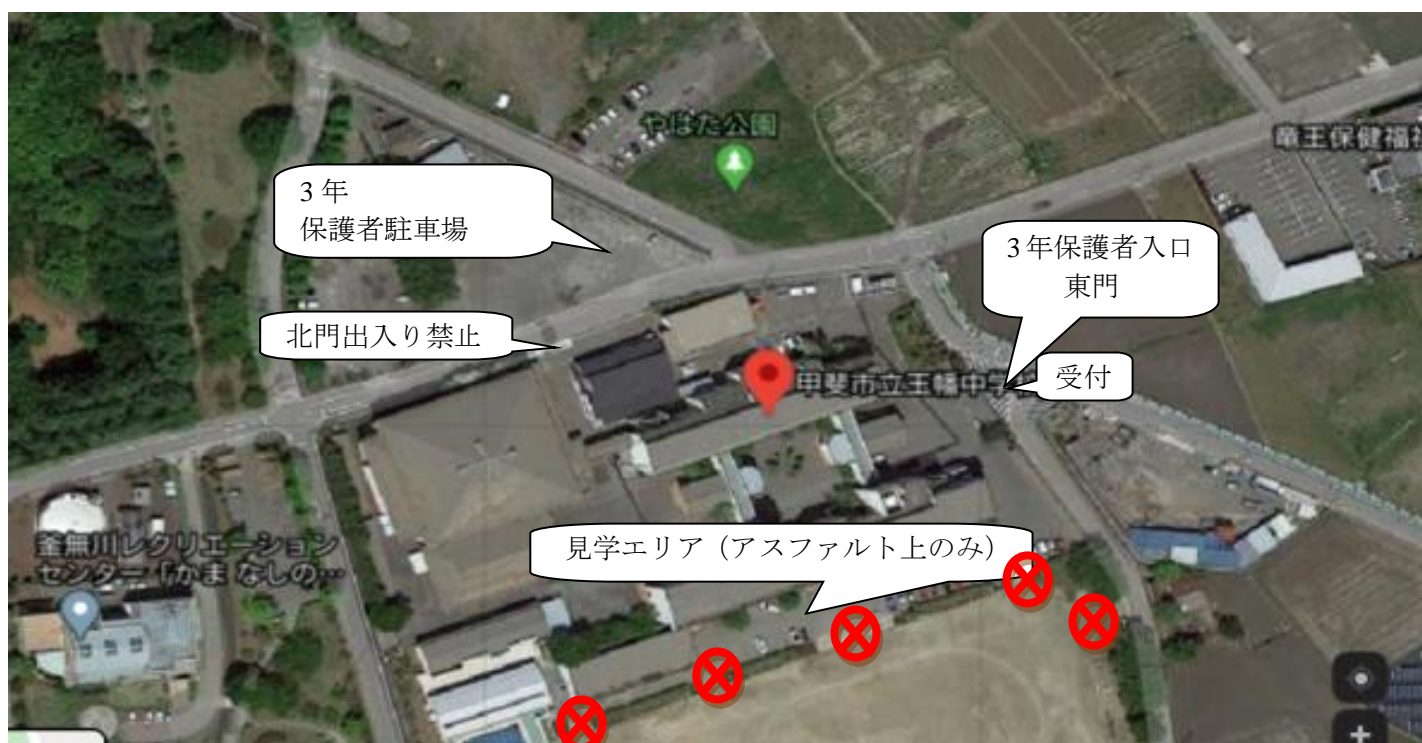 やはた公園
竜王保健福祉
3年
保護者駐車場
3年保護者入口
東門
北門出入り禁止
受付
甲斐市立玉幡中学校
見学エリア（アスファルト上のみ）
釜無川レクリエーション
センター「かまなしの…